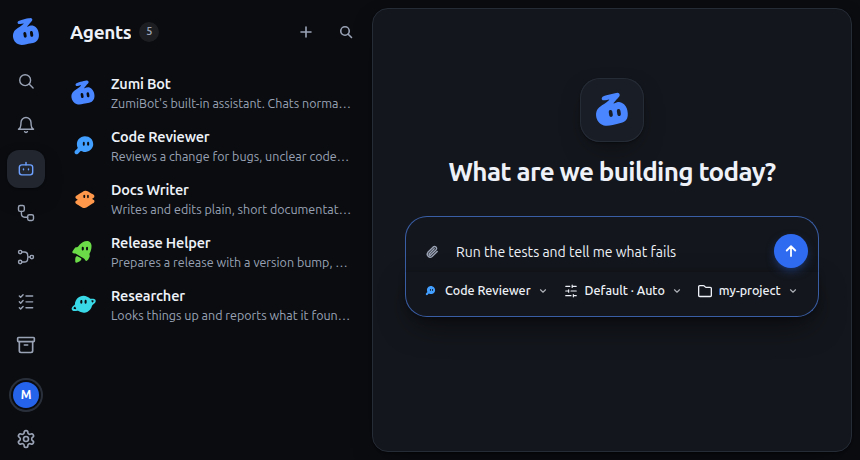 Agents 5
Zumi Bot
ZumiBot's built-in assistant. Chats norma…
Code Reviewer
Reviews a change for bugs, unclear code…
Docs Writer
Writes and edits plain, short documentat…
Release Helper
Prepares a release with a version bump, …
Researcher
Looks things up and reports what it foun…
M
What are we building today?
Run the tests and tell me what fails
Code Reviewer Default · Auto my-project